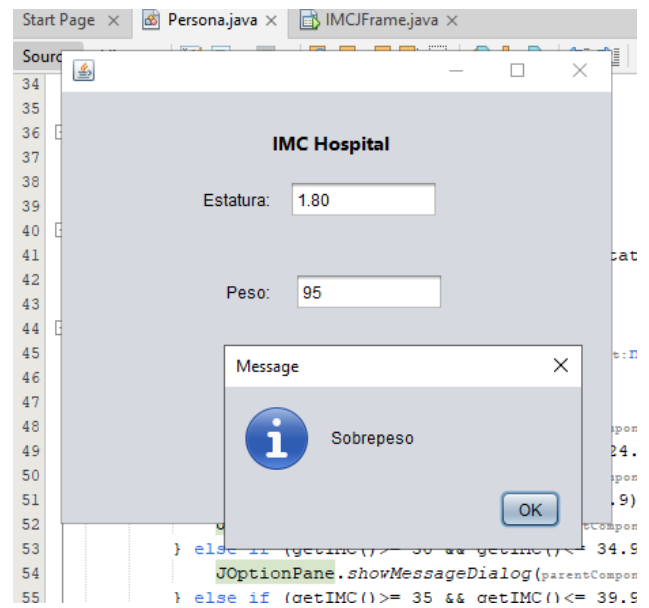 Start Page × Persona.java × IMCJFrame.java ×
34
35
36
37
38
39
40
41
42
43
44
45
46
47
48
49
50
51
52
53 } else if (getIMC()>= 30 && getIMC()<= 34.9
54 JOptionPane.showMessageDialog(parentCompon
55 } else if (getIMC()>= 35 && getIMC()<= 39.9
IMC Hospital
Estatura: 1.80
Peso: 95
Message
Sobrepeso
OK